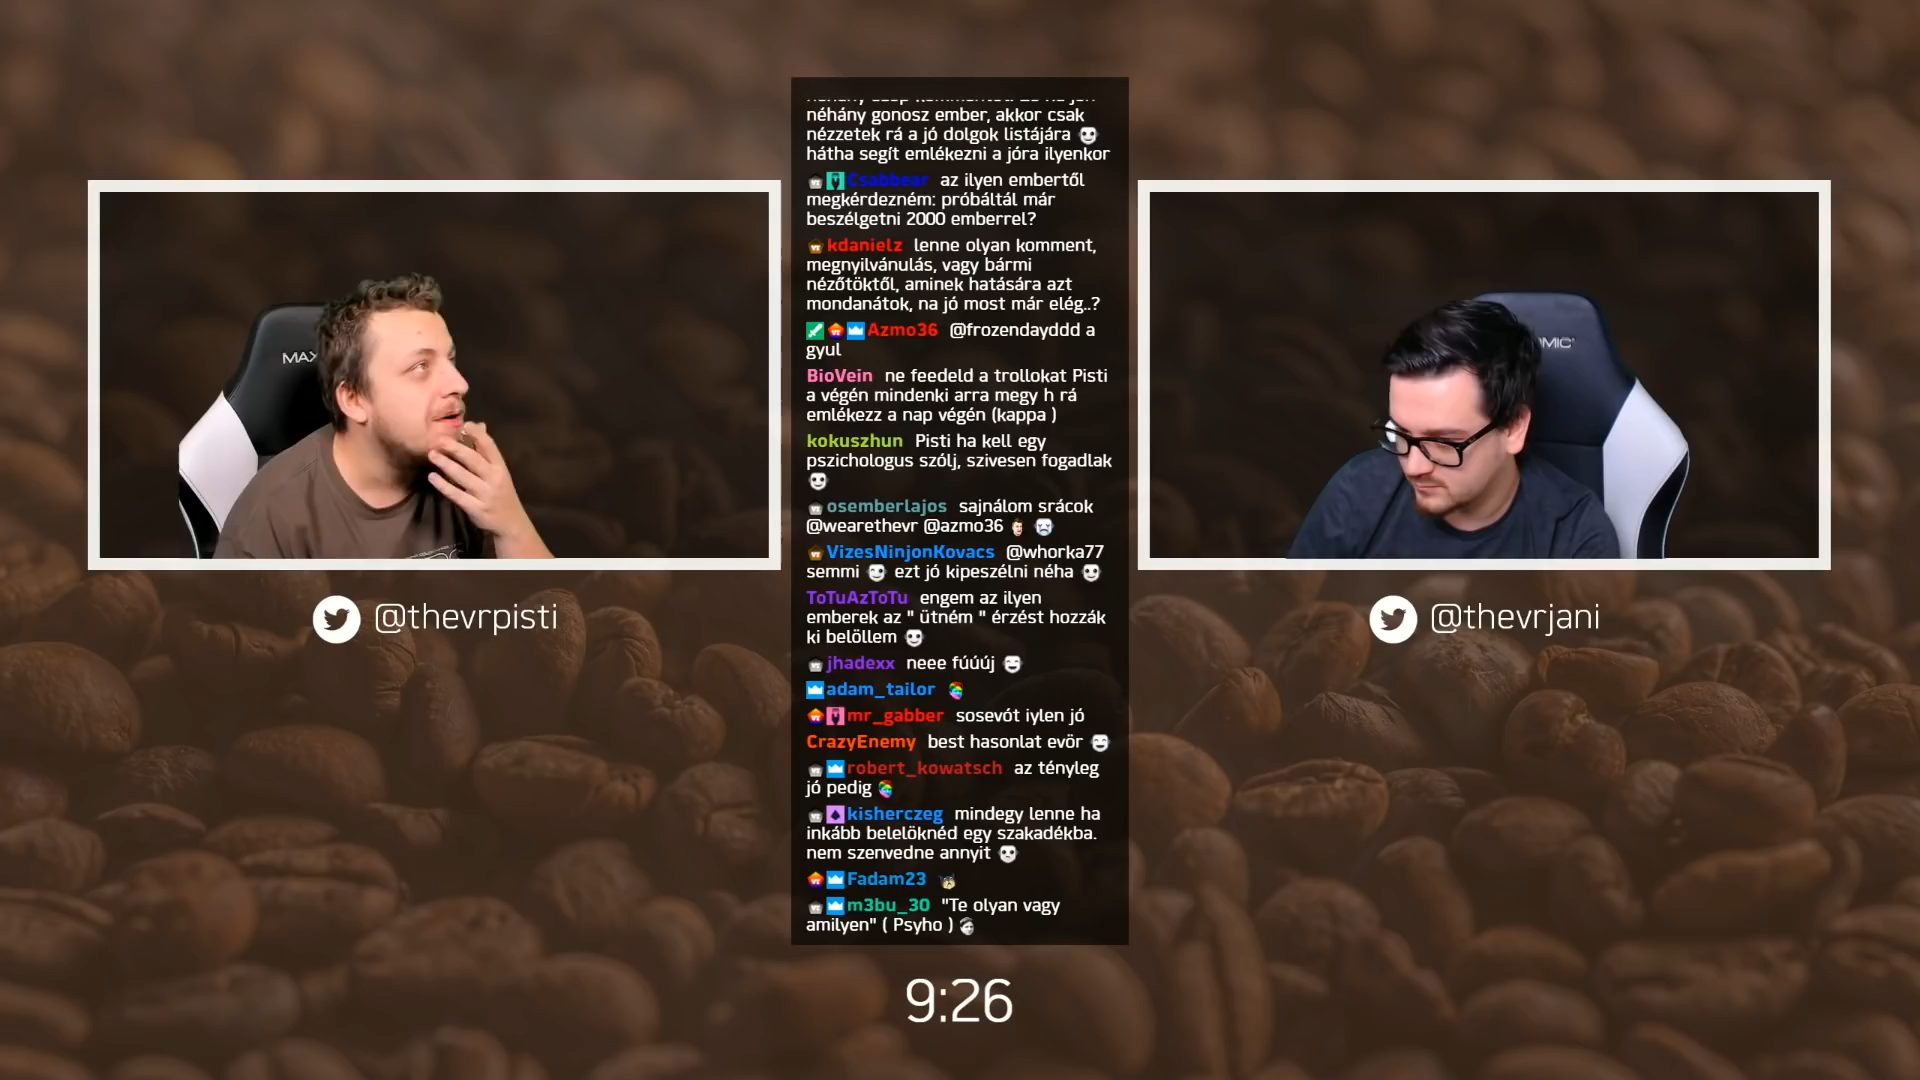 néhány gonosz ember, akkor csak
nézzetek rá a jó dolgok listájára
hátha segít emlékezni a jóra ilyenkor
Csabbear az ilyen embertől
megkérdezném: próbáltál már
beszélgetni 2000 emberrel?
kdanielz lenne olyan komment,
megnyilvánulás, vagy bármi
nézőtöktől, aminek hatására azt
mondanátok, na jó most már elég..?
Azmo36 @frozendayddd a
gyul
BioVein ne feedeld a trollokat Pisti
a végén mindenki arra megy h rá
emlékezz a nap végén (kappa )
kokuszhun Pisti ha kell egy
pszichologus szólj, szivesen fogadlak
osemberlajos sajnálom srácok
@wearethevr @azmo36
VizesNinjonKovacs @whorka77
semmi ezt jó kipeszélni néha
ToTuAzToTu engem az ilyen
emberek az " ütném " érzést hozzák
ki belöllem
jhadexx neee fúúúj
adam_tailor
mr_gabber sosevót iylen jó
CrazyEnemy best hasonlat evör
robert_kowatsch az tényleg
jó pedig
kisherczeg mindegy lenne ha
inkább belelöknéd egy szakadékba.
nem szenvedne annyit
Fadam23
m3bu_30 "Te olyan vagy
amilyen" ( Psyho )
MAX
OMIC
@thevrpisti
@thevrjani
9:26